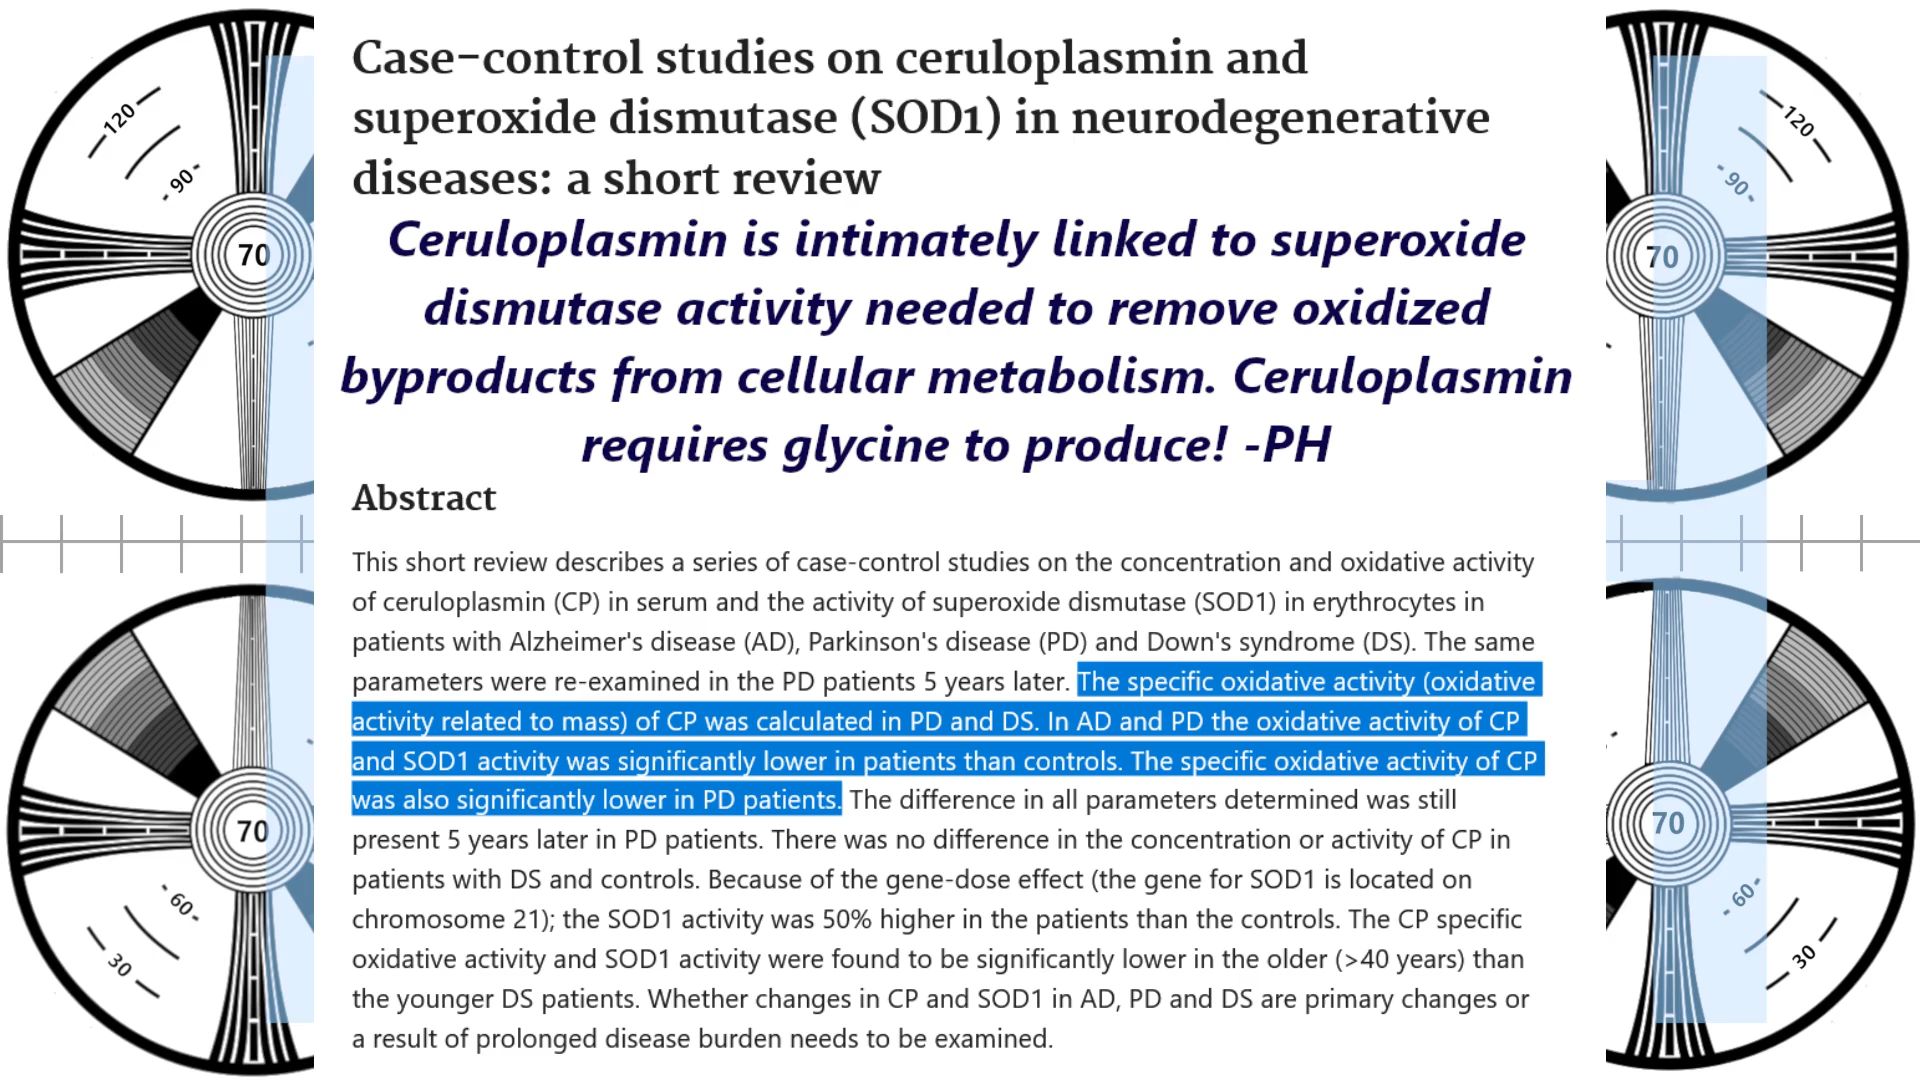 Case-control studies on ceruloplasmin and
superoxide dismutase (SOD1) in neurodegenerative
diseases: a short review
Ceruloplasmin is intimately linked to superoxide
dismutase activity needed to remove oxidized
byproducts from cellular metabolism. Ceruloplasmin
requires glycine to produce! -PH
Abstract
This short review describes a series of case-control studies on the concentration and oxidative activity
of ceruloplasmin (CP) in serum and the activity of superoxide dismutase (SOD1) in erythrocytes in
patients with Alzheimer's disease (AD), Parkinson's disease (PD) and Down's syndrome (DS). The same
parameters were re-examined in the PD patients 5 years later. The specific oxidative activity (oxidative
activity related to mass) of CP was calculated in PD and DS. In AD and PD the oxidative activity of CP
and SOD1 activity was significantly lower in patients than controls. The specific oxidative activity of CP
was also significantly lower in PD patients. The difference in all parameters determined was still
present 5 years later in PD patients. There was no difference in the concentration or activity of CP in
patients with DS and controls. Because of the gene-dose effect (the gene for SOD1 is located on
chromosome 21); the SOD1 activity was 50% higher in the patients than the controls. The CP specific
oxidative activity and SOD1 activity were found to be significantly lower in the older (>40 years) than
the younger DS patients. Whether changes in CP and SOD1 in AD, PD and DS are primary changes or
a result of prolonged disease burden needs to be examined.
120
- 90 -
70
120
- 90 -
70
70
- 60 -
30
70
- 60 -
30